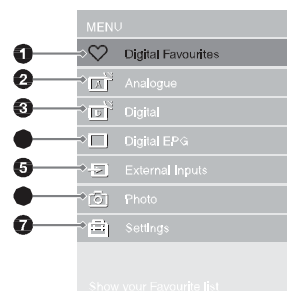 MENU
1 Digital Favourites
2 Analogue
3 Digital
Digital EPG
5 External Inputs
Photo
7 Settings
Show your Favourite list